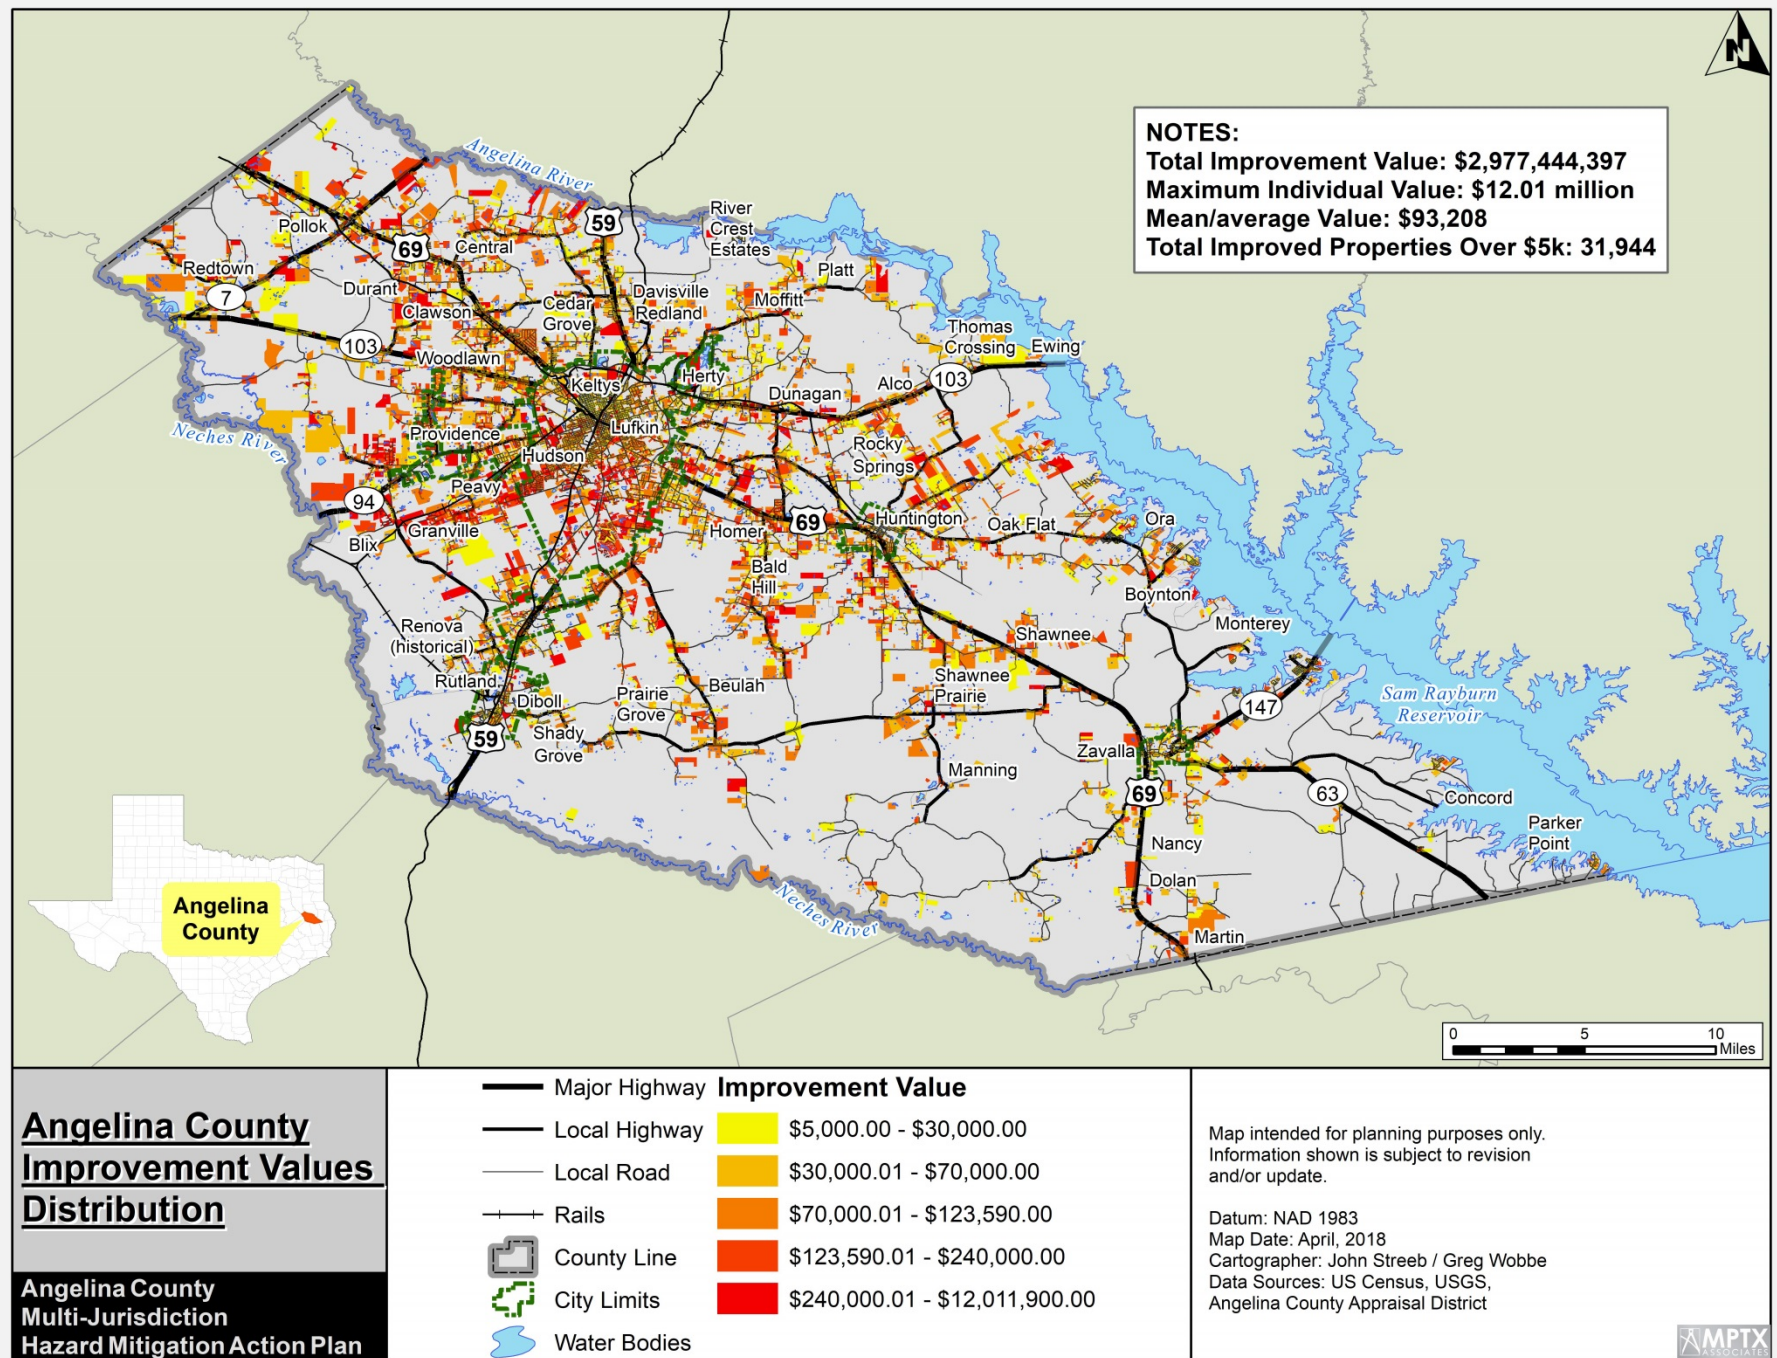 N
NOTES:
Total Improvement Value: $2,977,444,397
Maximum Individual Value: $12.01 million
Mean/average Value: $93,208
Total Improved Properties Over $5k: 31,944
Angelina River
59
River
Crest
Estates
Pollok
69
Central
Platt
Redtown
7
Durant
Clawson
Cedar
Grove
Davisville
Redland
Moffitt
103
Woodlawn
Thomas
Crossing
Ewing
Keltys
Herty
Alco
103
Dunagan
Neches River
Providence
Lufkin
Hudson
Rocky
Springs
Peavy
94
Granville
Blix
Homer
69
Huntington
Oak Flat
Ora
Bald
Hill
Boynton
Renova
(historical)
Monterey
Shawnee
Rutland
Diboll
Prairie
Grove
Beulah
Shawnee
Prairie
147
Sam Rayburn
Reservoir
59
Shady
Grove
Zavalla
Manning
69
63
Concord
Parker
Point
Nancy
Dolan
Neches River
Martin
Angelina
County
0 5 10
Miles
Angelina County
Improvement Values
Distribution
Angelina County
Multi-Jurisdiction
Hazard Mitigation Action Plan
Major Highway
Local Highway
Local Road
Rails
County Line
City Limits
Water Bodies
Improvement Value
$5,000.00 - $30,000.00
$30,000.01 - $70,000.00
$70,000.01 - $123,590.00
$123,590.01 - $240,000.00
$240,000.01 - $12,011,900.00
Map intended for planning purposes only.
Information shown is subject to revision
and/or update.
Datum: NAD 1983
Map Date: April, 2018
Cartographer: John Streeb / Greg Wobbe
Data Sources: US Census, USGS,
Angelina County Appraisal District
MPTX
ASSOCIATES